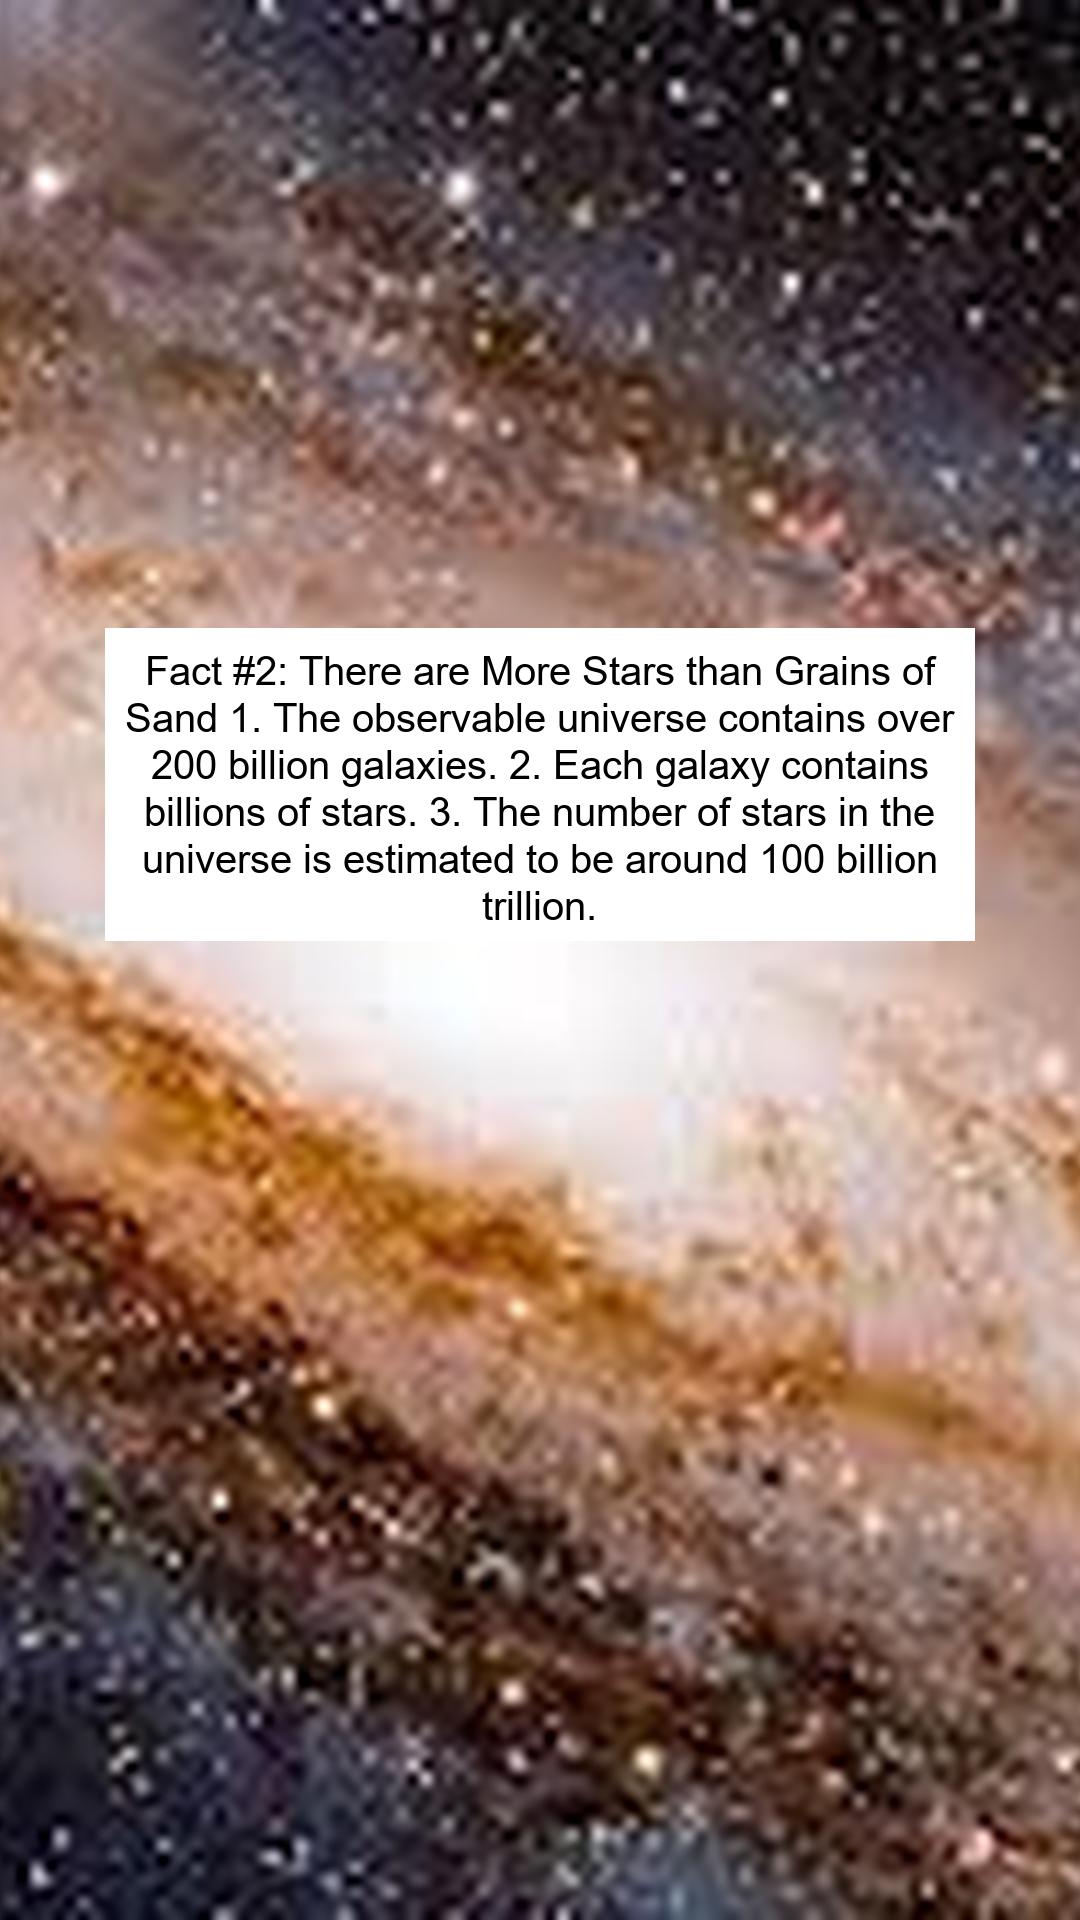 Fact #2: There are More Stars than Grains of
Sand 1. The observable universe contains over
200 billion galaxies. 2. Each galaxy contains
billions of stars. 3. The number of stars in the
universe is estimated to be around 100 billion
trillion.